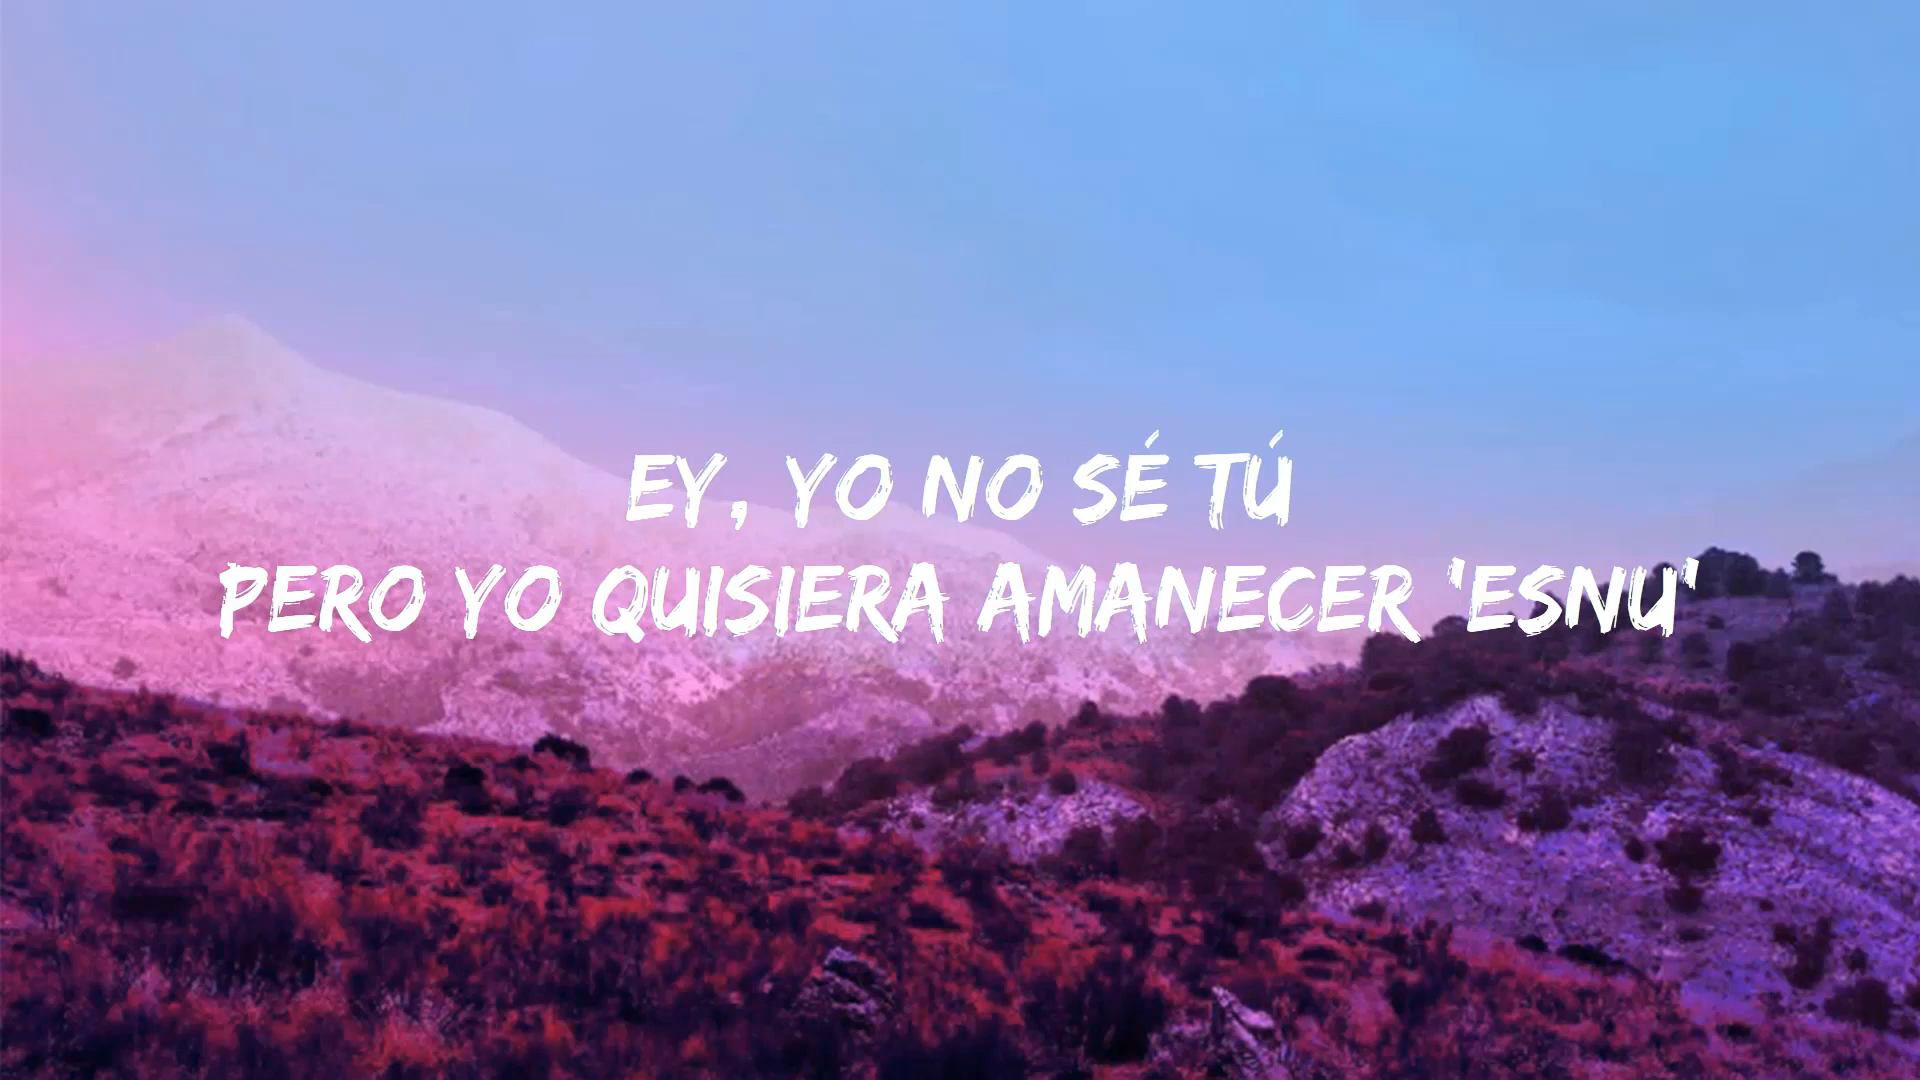 EY, YO NO SÉ TÚ
PERO YO QUISIERA AMANECER 'ESNU'